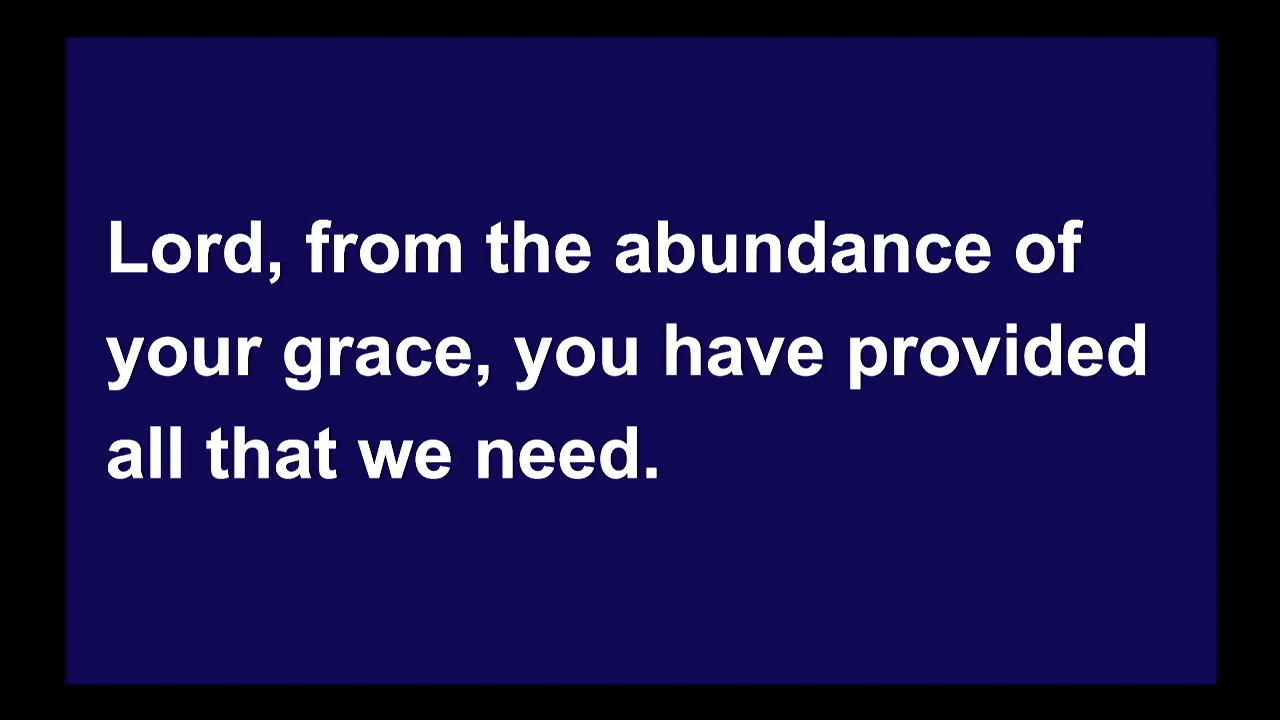 Lord, from the abundance of
your grace, you have provided
all that we need.